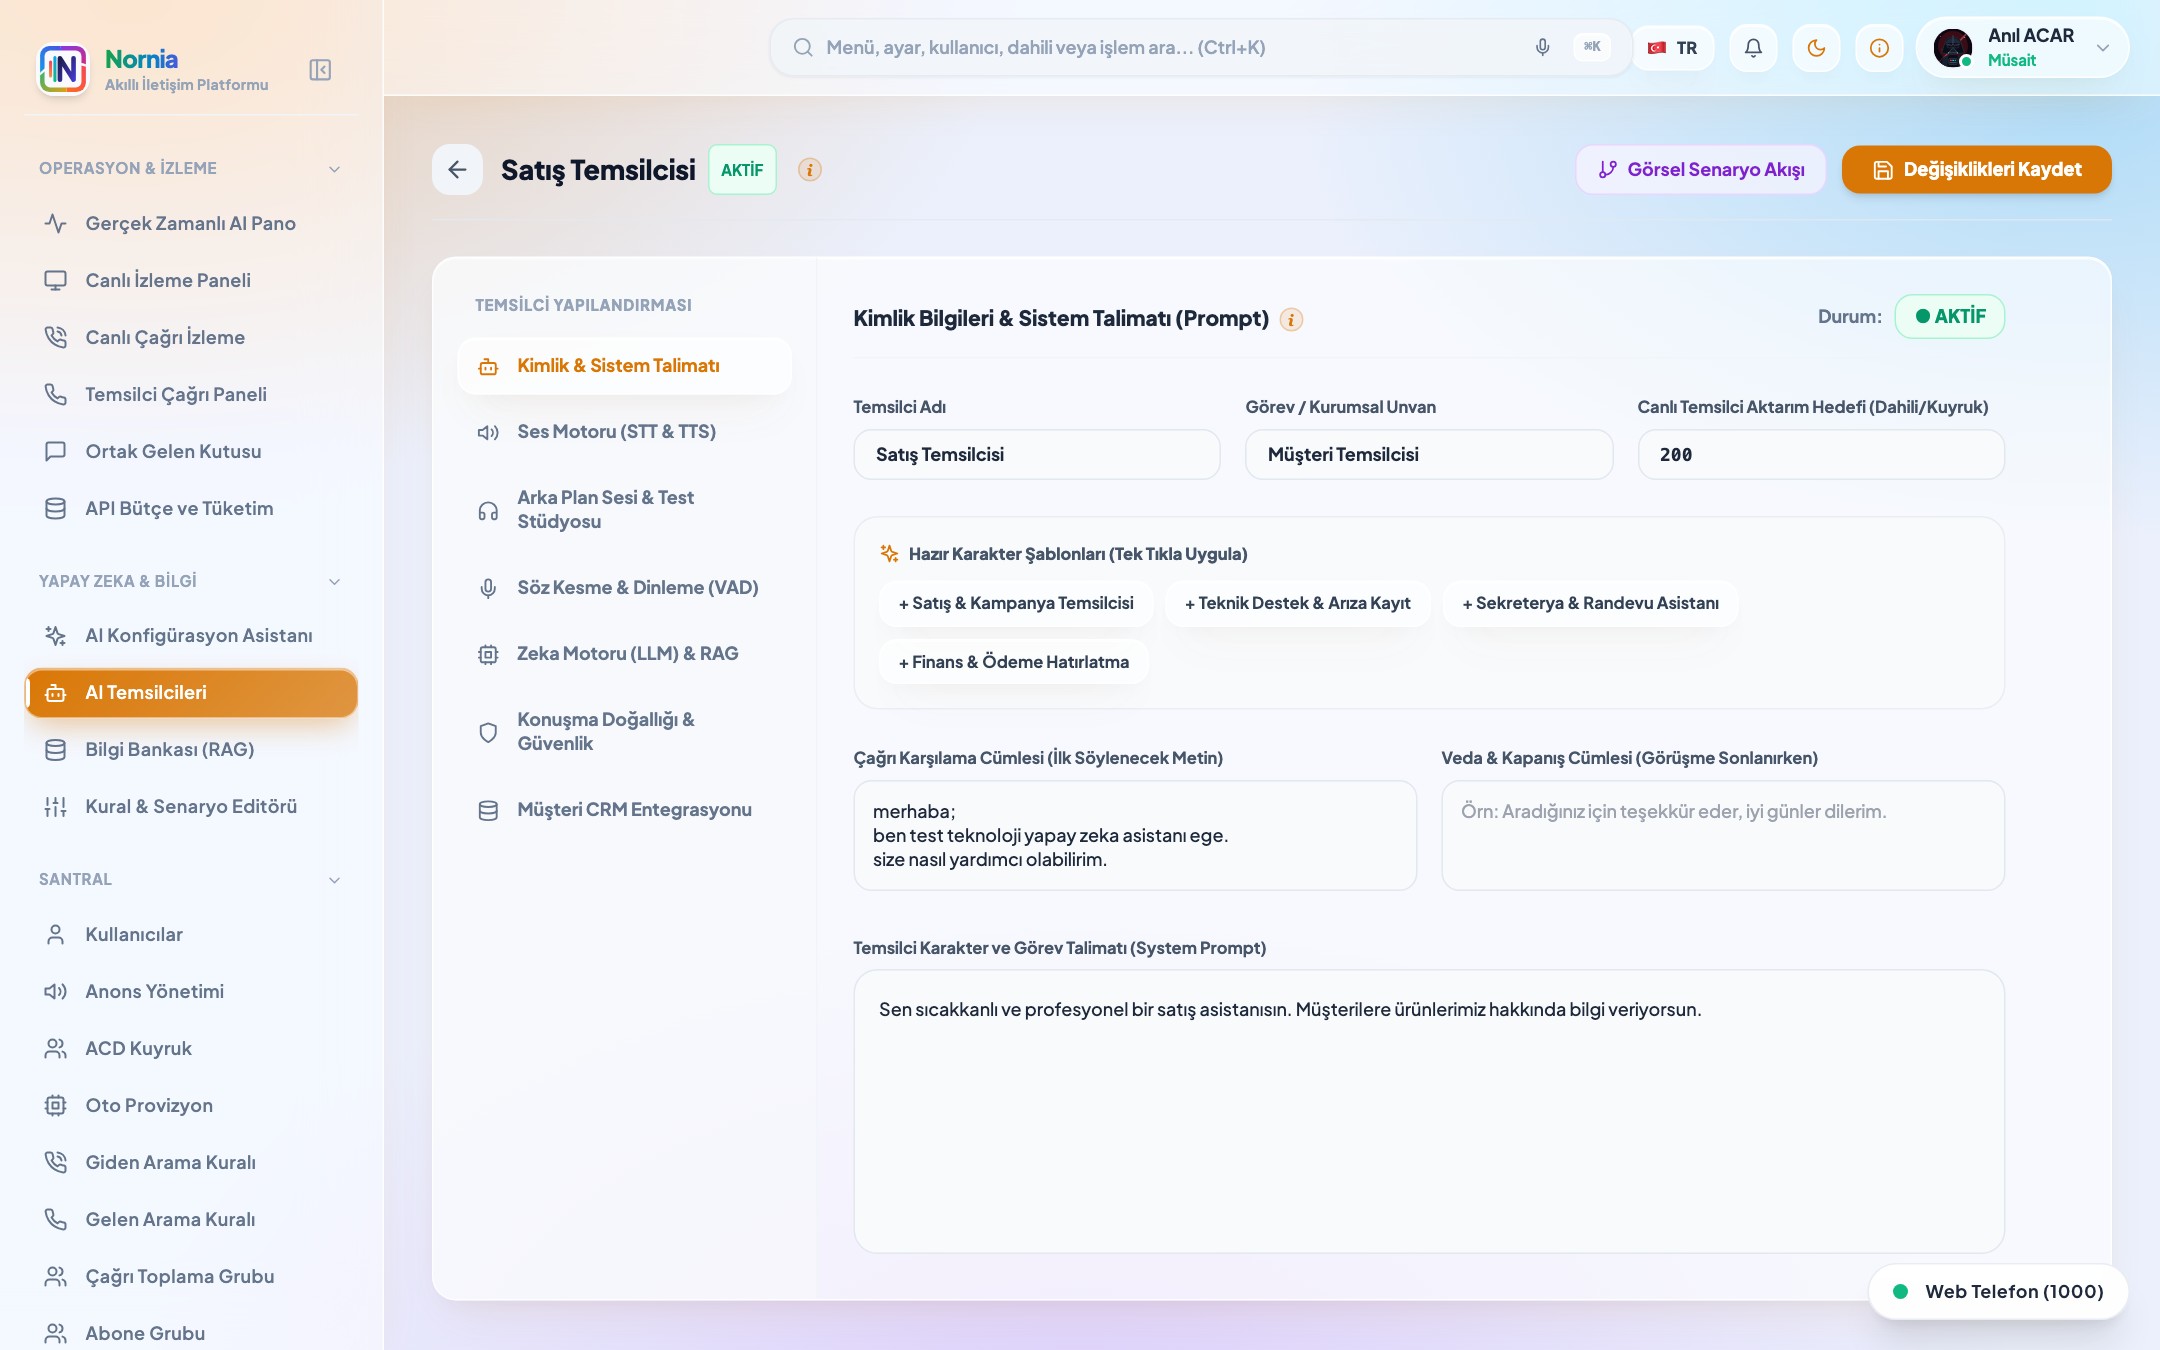 Nornia
Akıllı İletişim Platformu
Menü, ayar, kullanıcı, dahili veya işlem ara... (Ctrl+K)
⌘K
TR
Anıl ACAR
Müsait
OPERASYON & İZLEME
Gerçek Zamanlı AI Pano
Canlı İzleme Paneli
Canlı Çağrı İzleme
Temsilci Çağrı Paneli
Ortak Gelen Kutusu
API Bütçe ve Tüketim
YAPAY ZEKA & BİLGİ
AI Konfigürasyon Asistanı
AI Temsilcileri
Bilgi Bankası (RAG)
Kural & Senaryo Editörü
SANTRAL
Kullanıcılar
Anons Yönetimi
ACD Kuyruk
Oto Provizyon
Giden Arama Kuralı
Gelen Arama Kuralı
Çağrı Toplama Grubu
Abone Grubu
Satış Temsilcisi
AKTİF
Görsel Senaryo Akışı
Değişiklikleri Kaydet
TEMSİLCİ YAPILANDIRMASI
Kimlik & Sistem Talimatı
Ses Motoru (STT & TTS)
Arka Plan Sesi & Test
Stüdyosu
Söz Kesme & Dinleme (VAD)
Zeka Motoru (LLM) & RAG
Konuşma Doğallığı &
Güvenlik
Müşteri CRM Entegrasyonu
Kimlik Bilgileri & Sistem Talimatı (Prompt)
Durum:
AKTİF
Temsilci Adı
Görev / Kurumsal Unvan
Canlı Temsilci Aktarım Hedefi (Dahili/Kuyruk)
Satış Temsilcisi
Müşteri Temsilcisi
200
Hazır Karakter Şablonları (Tek Tıkla Uygula)
+ Satış & Kampanya Temsilcisi
+ Teknik Destek & Arıza Kayıt
+ Sekreterya & Randevu Asistanı
+ Finans & Ödeme Hatırlatma
Çağrı Karşılama Cümlesi (İlk Söylenecek Metin)
merhaba;
ben test teknoloji yapay zeka asistanı ege.
size nasıl yardımcı olabilirim.
Veda & Kapanış Cümlesi (Görüşme Sonlanırken)
Örn: Aradığınız için teşekkür eder, iyi günler dilerim.
Temsilci Karakter ve Görev Talimatı (System Prompt)
Sen sıcakkanlı ve profesyonel bir satış asistanısın. Müşterilere ürünlerimiz hakkında bilgi veriyorsun.
Web Telefon (1000)